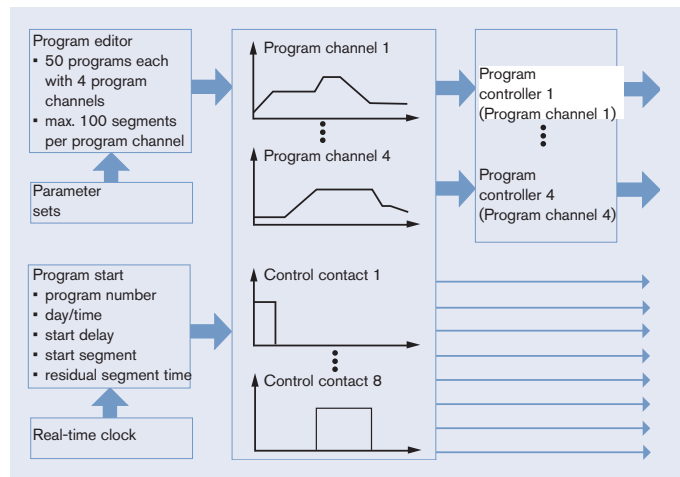 Program editor
▪ 50 programs each
with 4 program
channels
▪ max. 100 segments
per program channel
Parameter
sets
Program channel 1
Program channel 4
Program
controller 1
(Program channel 1)
Program
controller 4
(Program channel 4)
Program start
▪ program number
▪ day/time
▪ start delay
▪ start segment
▪ residual segment time
Real-time clock
Control contact 1
Control contact 8